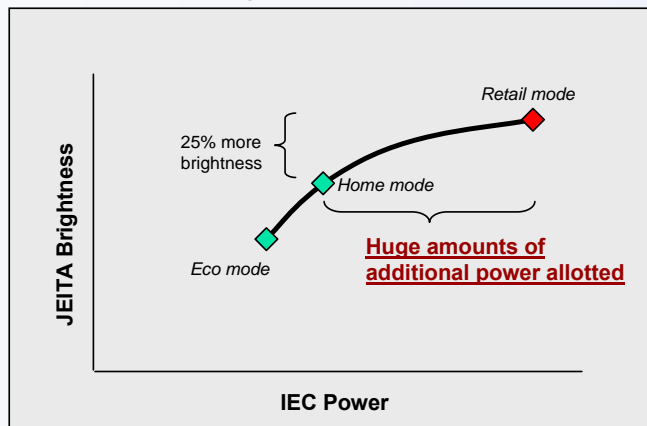 Retail mode
25% more
brightness
Home mode
Huge amounts of
additional power allotted
Eco mode
JEITA Brightness
IEC Power